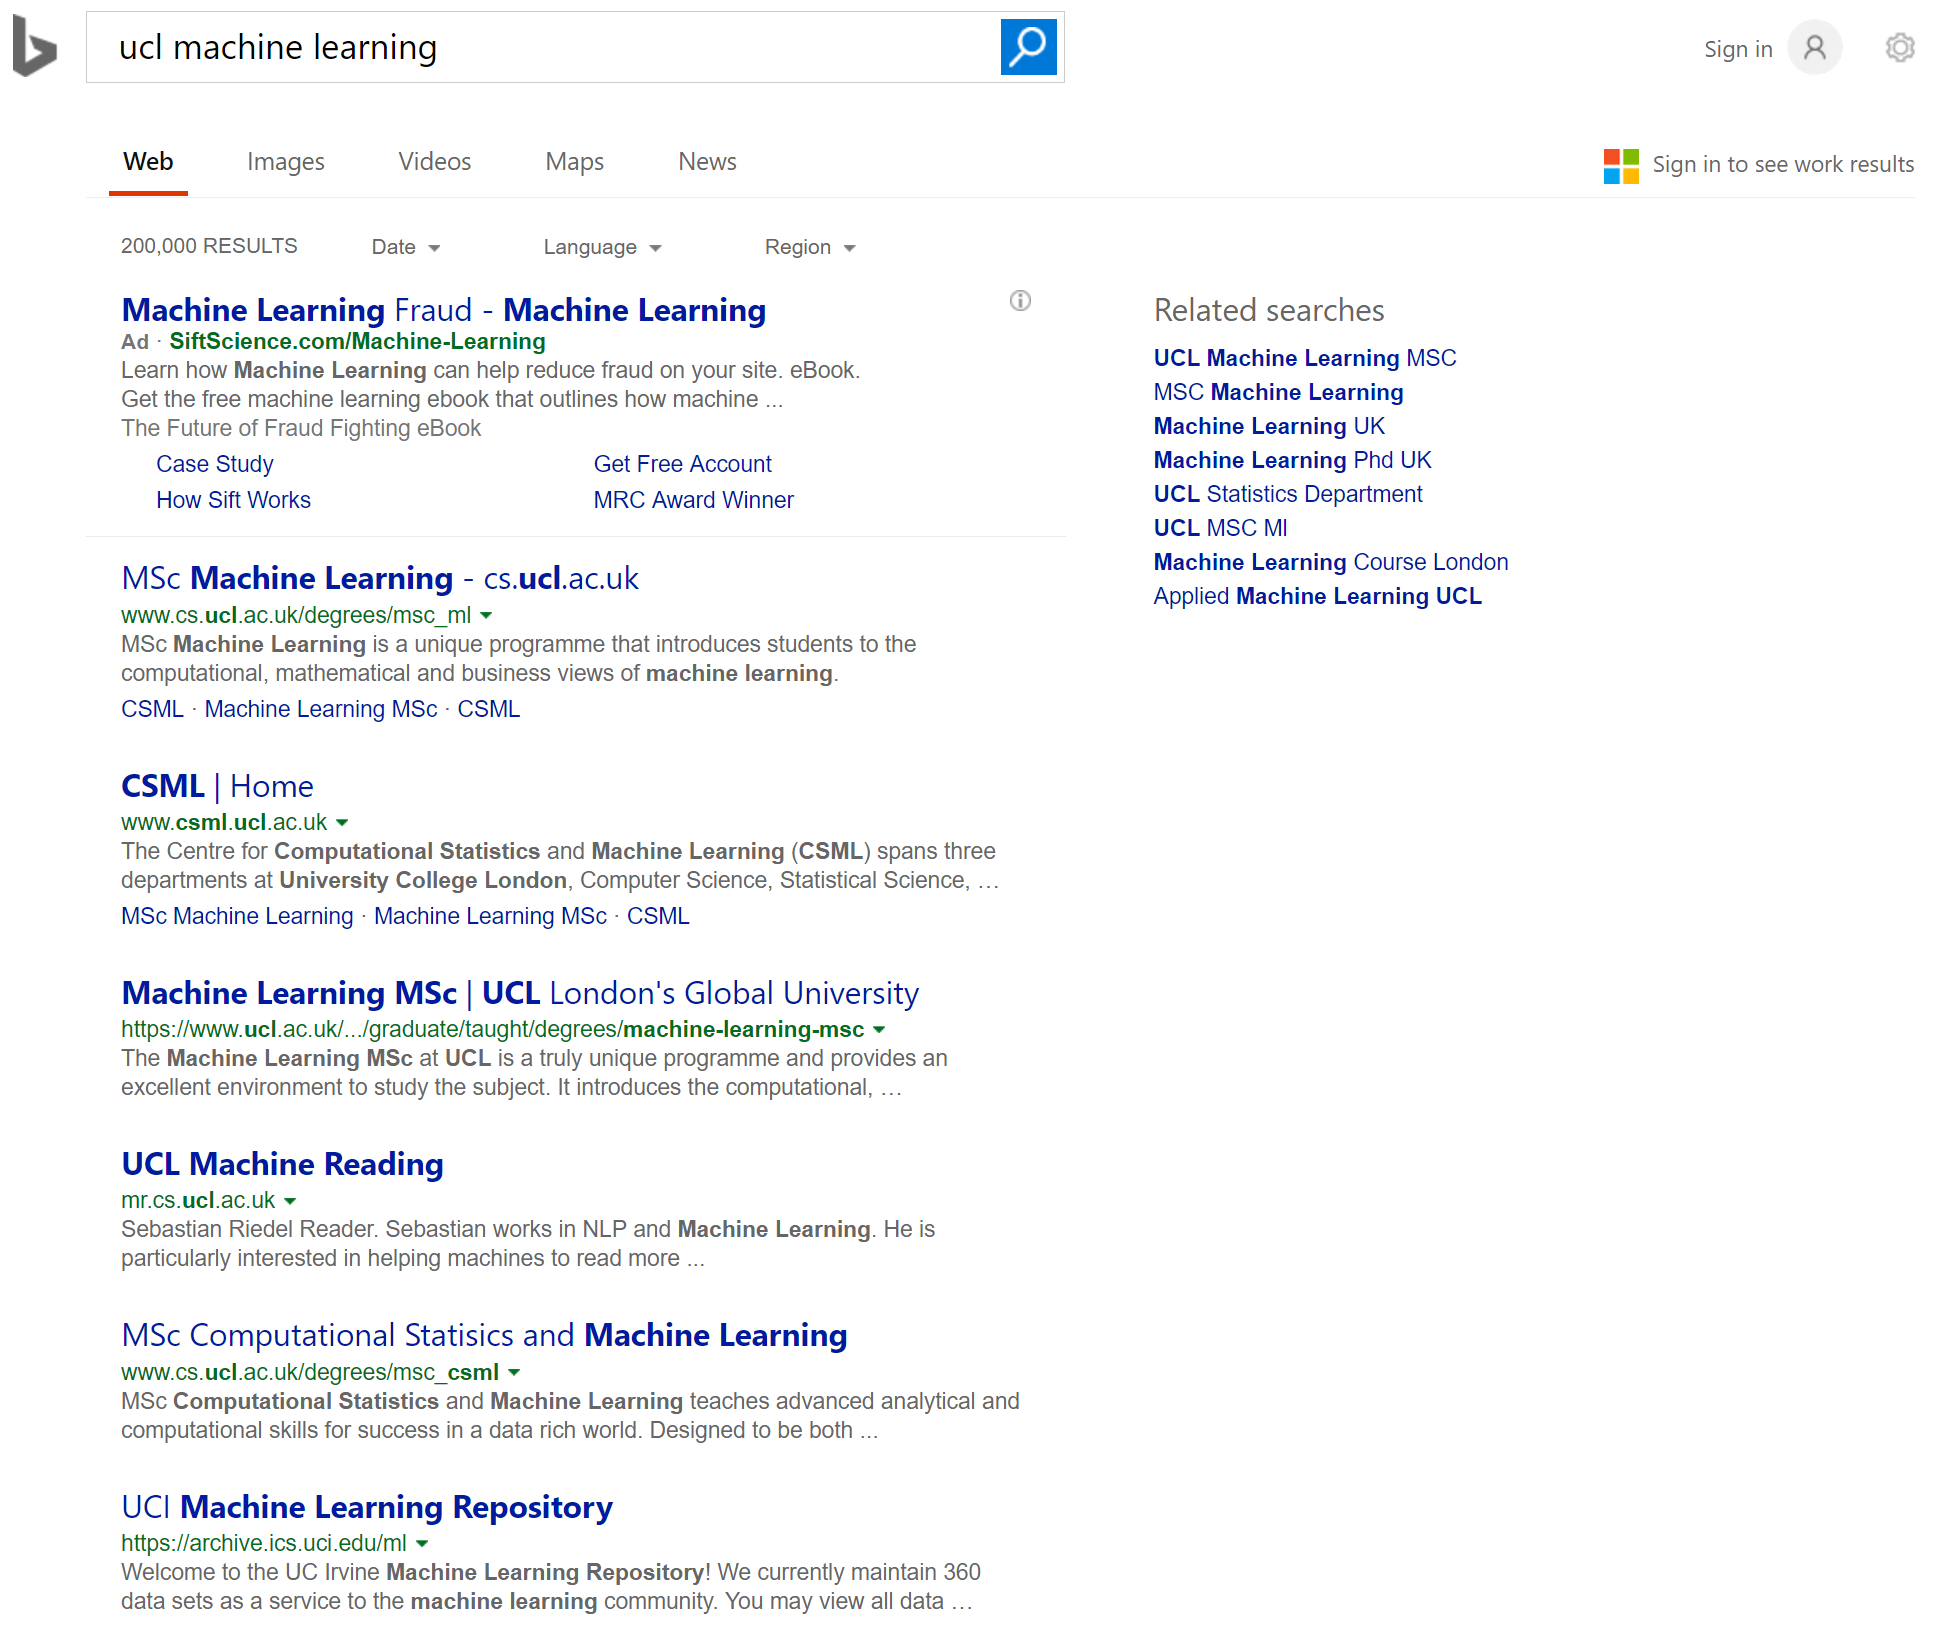 ucl machine learning
Sign in
Web Images Videos Maps News
Sign in to see work results
200,000 RESULTS Date Language Region
Machine Learning Fraud - Machine Learning
Ad · SiftScience.com/Machine-Learning
Learn how Machine Learning can help reduce fraud on your site. eBook.
Get the free machine learning ebook that outlines how machine ...
The Future of Fraud Fighting eBook
Case Study Get Free Account
How Sift Works MRC Award Winner
MSc Machine Learning - cs.ucl.ac.uk
www.cs.ucl.ac.uk/degrees/msc_ml
MSc Machine Learning is a unique programme that introduces students to the
computational, mathematical and business views of machine learning.
CSML · Machine Learning MSc · CSML
CSML | Home
www.csml.ucl.ac.uk
The Centre for Computational Statistics and Machine Learning (CSML) spans three
departments at University College London, Computer Science, Statistical Science, …
MSc Machine Learning · Machine Learning MSc · CSML
Machine Learning MSc | UCL London's Global University
https://www.ucl.ac.uk/.../graduate/taught/degrees/machine-learning-msc
The Machine Learning MSc at UCL is a truly unique programme and provides an
excellent environment to study the subject. It introduces the computational, …
UCL Machine Reading
mr.cs.ucl.ac.uk
Sebastian Riedel Reader. Sebastian works in NLP and Machine Learning. He is
particularly interested in helping machines to read more ...
MSc Computational Statisics and Machine Learning
www.cs.ucl.ac.uk/degrees/msc_csml
MSc Computational Statistics and Machine Learning teaches advanced analytical and
computational skills for success in a data rich world. Designed to be both ...
UCI Machine Learning Repository
https://archive.ics.uci.edu/ml
Welcome to the UC Irvine Machine Learning Repository! We currently maintain 360
data sets as a service to the machine learning community. You may view all data …
Related searches
UCL Machine Learning MSC
MSC Machine Learning
Machine Learning UK
Machine Learning Phd UK
UCL Statistics Department
UCL MSC Ml
Machine Learning Course London
Applied Machine Learning UCL